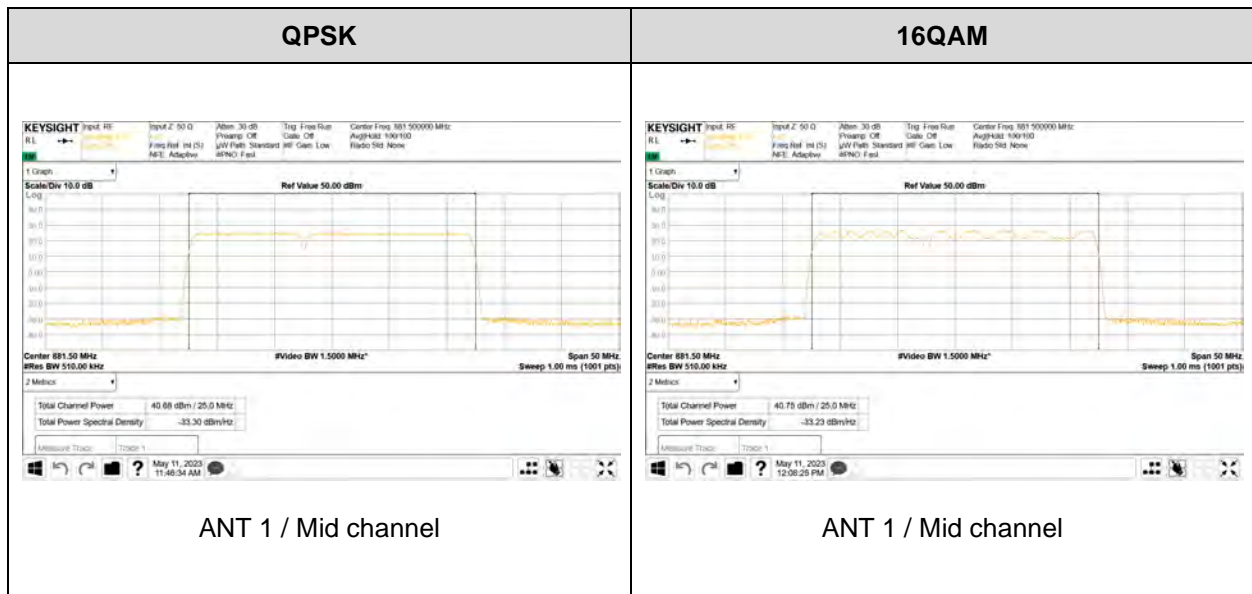 QPSK
16QAM
KEYSIGHT Input: RF
RL
Input Z: 50 Ω
Freq Ref: Int (S)
NFE: Adaptive
Atten: 30 dB
Preamp: Off
µW Path: Standard
#PNO: Fast
Trig: Free Run
Gate: Off
#IF Gain: Low
Center Freq: 881.500000 MHz
Avg|Hold: 100/100
Radio Std: None
1 Graph
Scale/Div 10.0 dB
Ref Value 50.00 dBm
Log
Center 881.50 MHz
#Video BW 1.5000 MHz*
Span 50 MHz
#Res BW 510.00 kHz
Sweep 1.00 ms (1001 pts)
2 Metrics
Total Channel Power 40.68 dBm / 25.0 MHz
Total Power Spectral Density -33.30 dBm/Hz
Measure Trace Trace 1
May 11, 2023
11:46:34 AM
ANT 1 / Mid channel
KEYSIGHT Input: RF
RL
Input Z: 50 Ω
Freq Ref: Int (S)
NFE: Adaptive
Atten: 30 dB
Preamp: Off
µW Path: Standard
#PNO: Fast
Trig: Free Run
Gate: Off
#IF Gain: Low
Center Freq: 881.500000 MHz
Avg|Hold: 100/100
Radio Std: None
1 Graph
Scale/Div 10.0 dB
Ref Value 50.00 dBm
Log
Center 881.50 MHz
#Video BW 1.5000 MHz*
Span 50 MHz
#Res BW 510.00 kHz
Sweep 1.00 ms (1001 pts)
2 Metrics
Total Channel Power 40.75 dBm / 25.0 MHz
Total Power Spectral Density -33.23 dBm/Hz
Measure Trace Trace 1
May 11, 2023
12:08:25 PM
ANT 1 / Mid channel